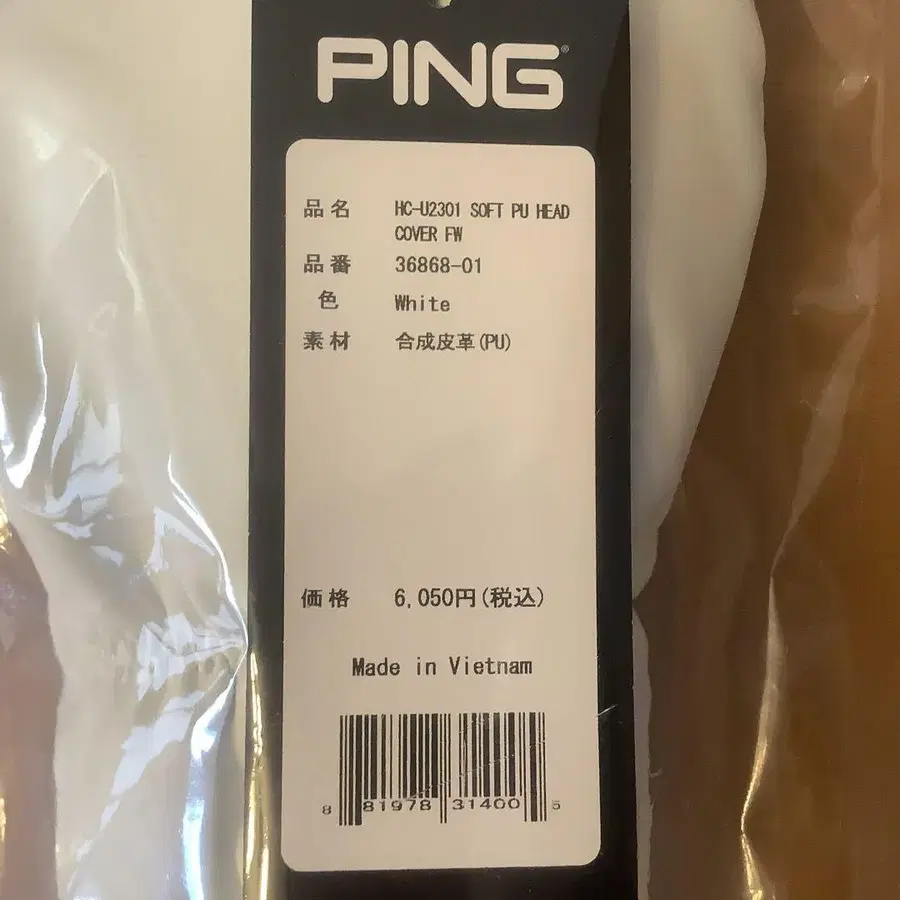 PING®
品名 HC-U2301 SOFT PU HEAD
COVER FW
品番 36868-01
色 White
素材 合成皮革(PU)
価格 6,050円(税込)
Made in Vietnam
8 81978 31400 5